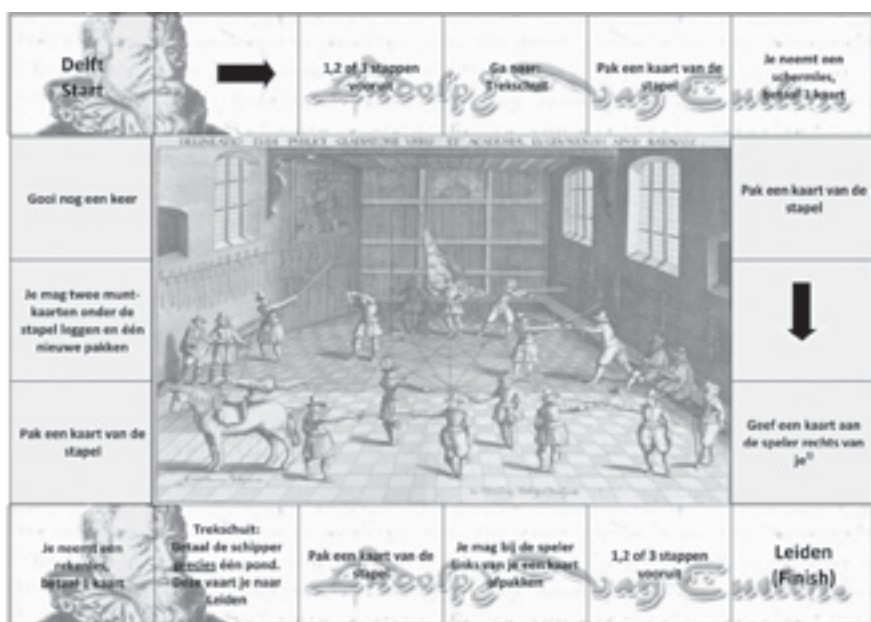 Delft
Start
1,2 of 3 stappen
vooruit
Ga naar:
Trekschuit
Pak een kaart van de
stapel
Je neemt een
schermles,
betaal 1 kaart
Gooi nog een keer
Pak een kaart van de
stapel
Je mag twee munt-
kaarten onder de
stapel leggen en één
nieuwe pakken
Pak een kaart van de
stapel
Geef een kaart aan
de speler rechts van
je
Je neemt een
rekenles,
betaal 1 kaart
Trekschuit:
Betaal de schipper
precies één pond.
Deze vaart je naar
Leiden
Pak een kaart van de
stapel
Je mag bij de speler
links van je een kaart
afpakken
1,2 of 3 stappen
vooruit
Leiden
(Finish)